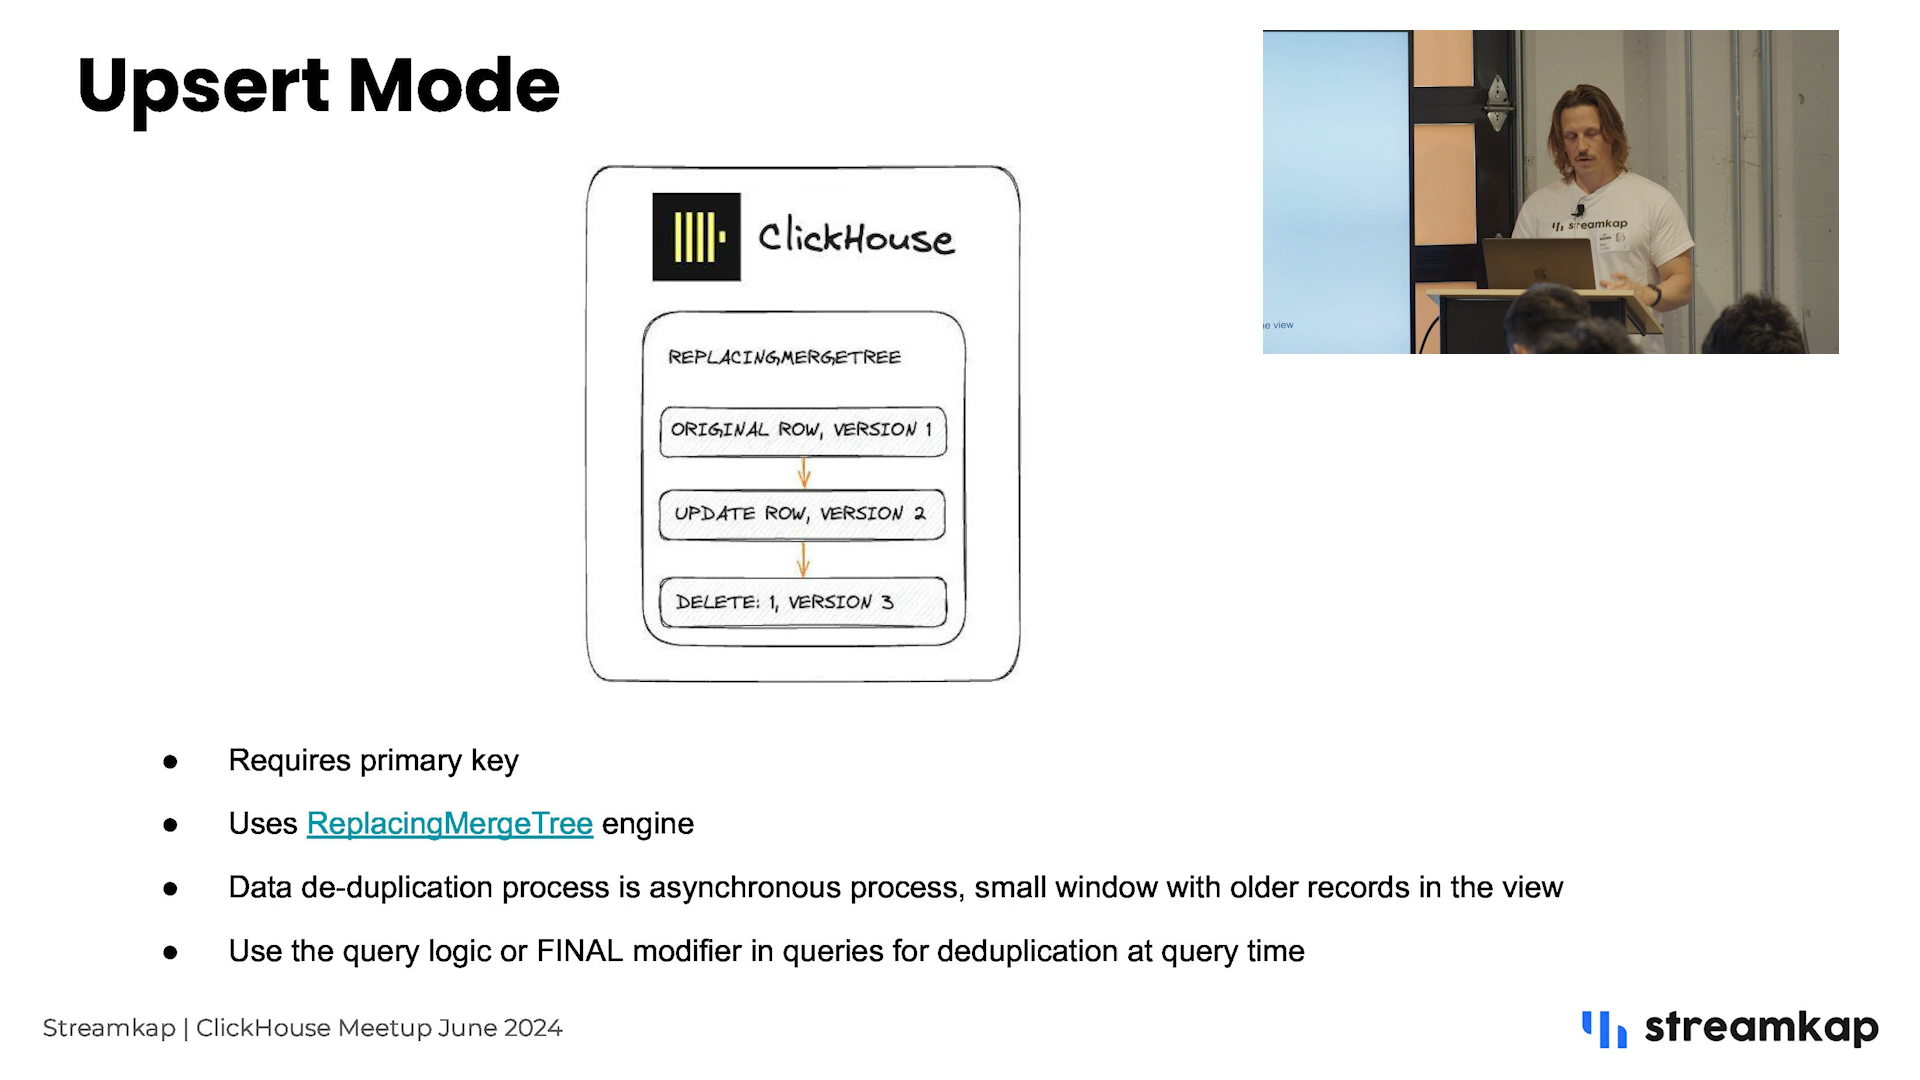 Upsert Mode
ClickHouse
REPLACINGMERGETREE
ORIGINAL ROW, VERSION 1
UPDATE ROW, VERSION 2
DELETE: 1, VERSION 3
streamkap
he view
● Requires primary key
● Uses ReplacingMergeTree engine
● Data de-duplication process is asynchronous process, small window with older records in the view
● Use the query logic or FINAL modifier in queries for deduplication at query time
Streamkap | ClickHouse Meetup June 2024
streamkap